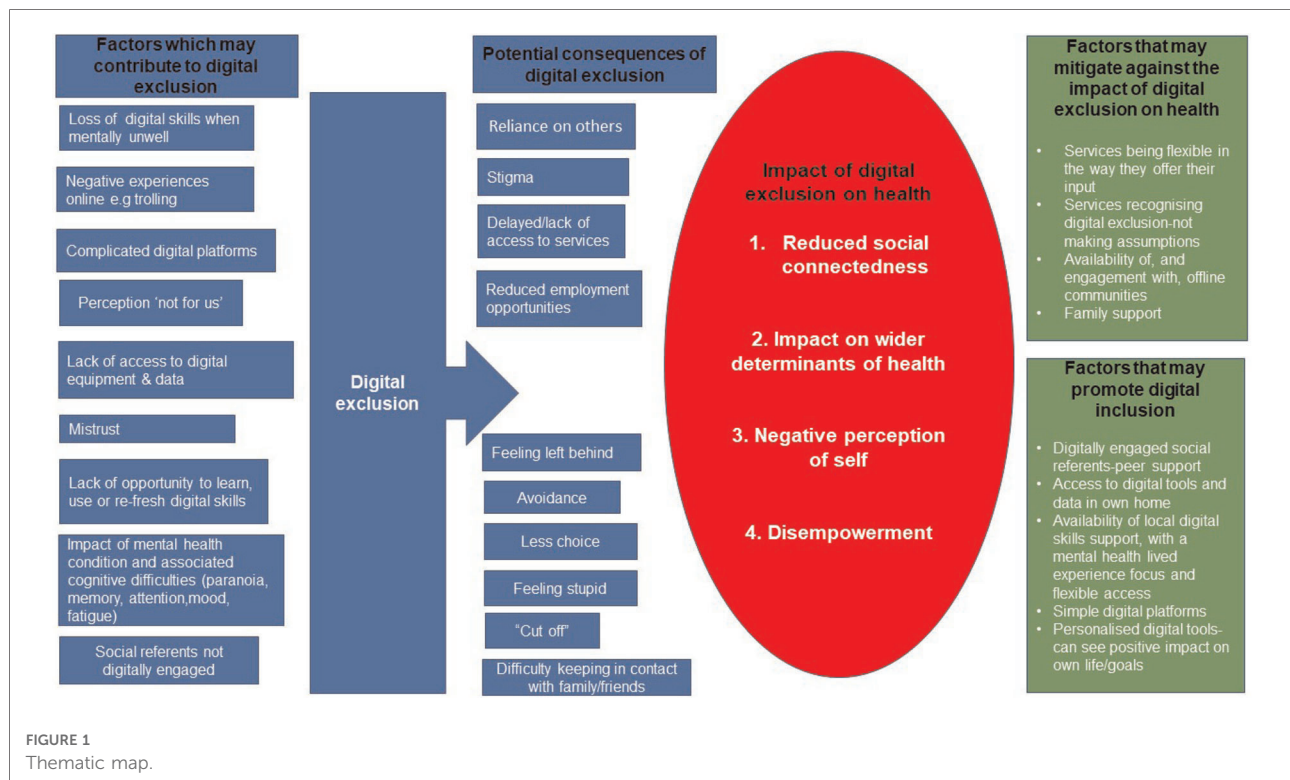 Factors which may
contribute to digital
exclusion
Loss of digital skills when
mentally unwell
Negative experiences
online e.g trolling
Complicated digital platforms
Perception ‘not for us’
Lack of access to digital
equipment & data
Mistrust
Lack of opportunity to learn,
use or re-fresh digital skills
Impact of mental health
condition and associated
cognitive difficulties (paranoia,
memory, attention,mood,
fatigue)
Social referents not
digitally engaged
Digital
exclusion
Potential consequences of
digital exclusion
Reliance on others
Stigma
Delayed/lack of
access to services
Reduced employment
opportunities
Feeling left behind
Avoidance
Less choice
Feeling stupid
“Cut off”
Difficulty keeping in contact
with family/friends
Impact of digital
exclusion on health
1. Reduced social
connectedness
2. Impact on wider
determinants of health
3. Negative perception
of self
4. Disempowerment
Factors that may
mitigate against the
impact of digital
exclusion on health
• Services being flexible in
the way they offer their
input
• Services recognising
digital exclusion-not
making assumptions
• Availability of, and
engagement with, offline
communities
• Family support
Factors that may
promote digital
inclusion
• Digitally engaged social
referents-peer support
• Access to digital tools and
data in own home
• Availability of local digital
skills support, with a
mental health lived
experience focus and
flexible access
• Simple digital platforms
• Personalised digital tools-
can see positive impact on
own life/goals
FIGURE 1
Thematic map.